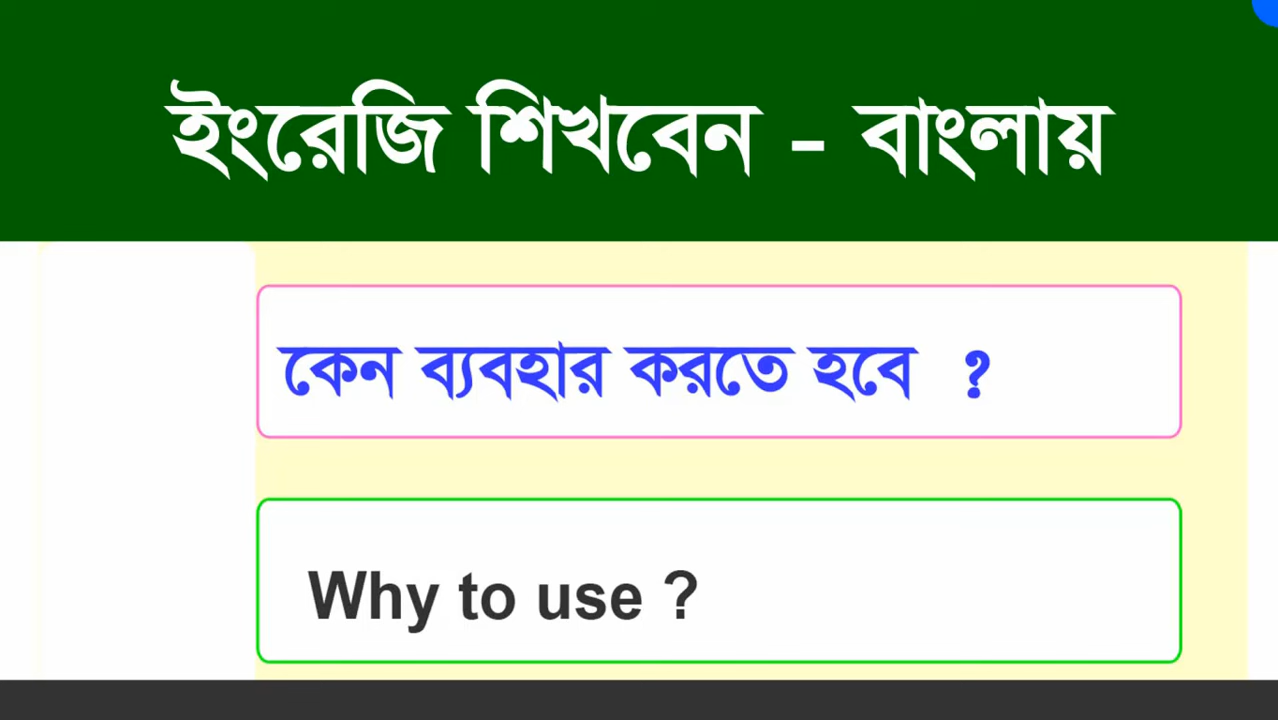 ইংরেজি শিখবেন - বাংলায়
কেন ব্যবহার করতে হবে ?
Why to use ?